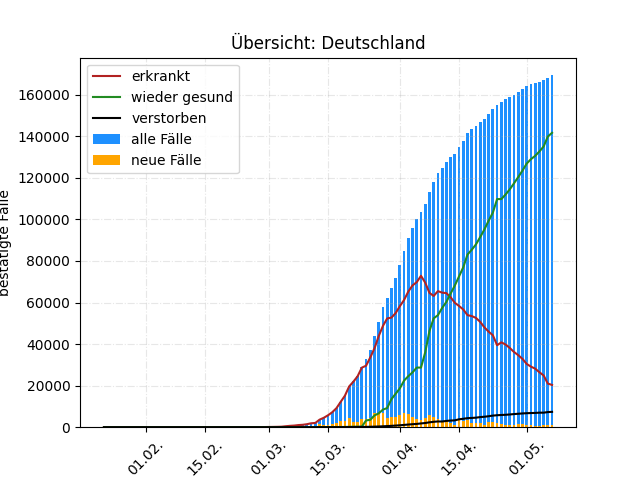 Übersicht: Deutschland
erkrankt
wieder gesund
verstorben
alle Fälle
neue Fälle
bestätigte Fälle
160000
140000
120000
100000
80000
60000
40000
20000
0
01.02.
15.02.
01.03.
15.03.
01.04.
15.04.
01.05.